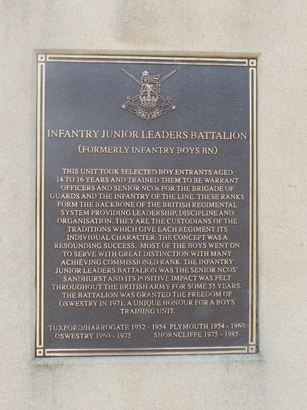 INFANTRY JUNIOR LEADERS BATTALION
(FORMERLY INFANTRY BOYS BN)
THIS UNIT TOOK SELECTED BOY ENTRANTS AGED
14 TO 16 YEARS AND TRAINED THEM TO BE WARRANT
OFFICERS AND SENIOR NCOs FOR THE BRIGADE OF
GUARDS AND THE INFANTRY OF THE LINE. THESE RANKS
FORM THE BACKBONE OF THE BRITISH REGIMENTAL
SYSTEM PROVIDING LEADERSHIP, DISCIPLINE AND
ORGANISATION. THEY ARE THE CUSTODIANS OF THE
TRADITIONS WHICH GIVE EACH REGIMENT ITS
INDIVIDUAL CHARACTER. THE CONCEPT WAS A
RESOUNDING SUCCESS. MOST OF THE BOYS WENT ON
TO SERVE WITH GREAT DISTINCTION WITH MANY
ACHIEVING COMMISSIONED RANK. THE INFANTRY
JUNIOR LEADERS BATTALION WAS THE SENIOR NCOS'
SANDHURST AND ITS POSITIVE IMPACT WAS FELT
THROUGHOUT THE BRITISH ARMY FOR SOME 35 YEARS.
THE BATTALION WAS GRANTED THE FREEDOM OF
OSWESTRY IN 1971, A UNIQUE HONOUR FOR A BOYS
TRAINING UNIT.
TUXFORD/HARROGATE 1952 - 1954 PLYMOUTH 1954 - 1960
OSWESTRY 1960 - 1975 SHORNCLIFFE 1975 - 1985